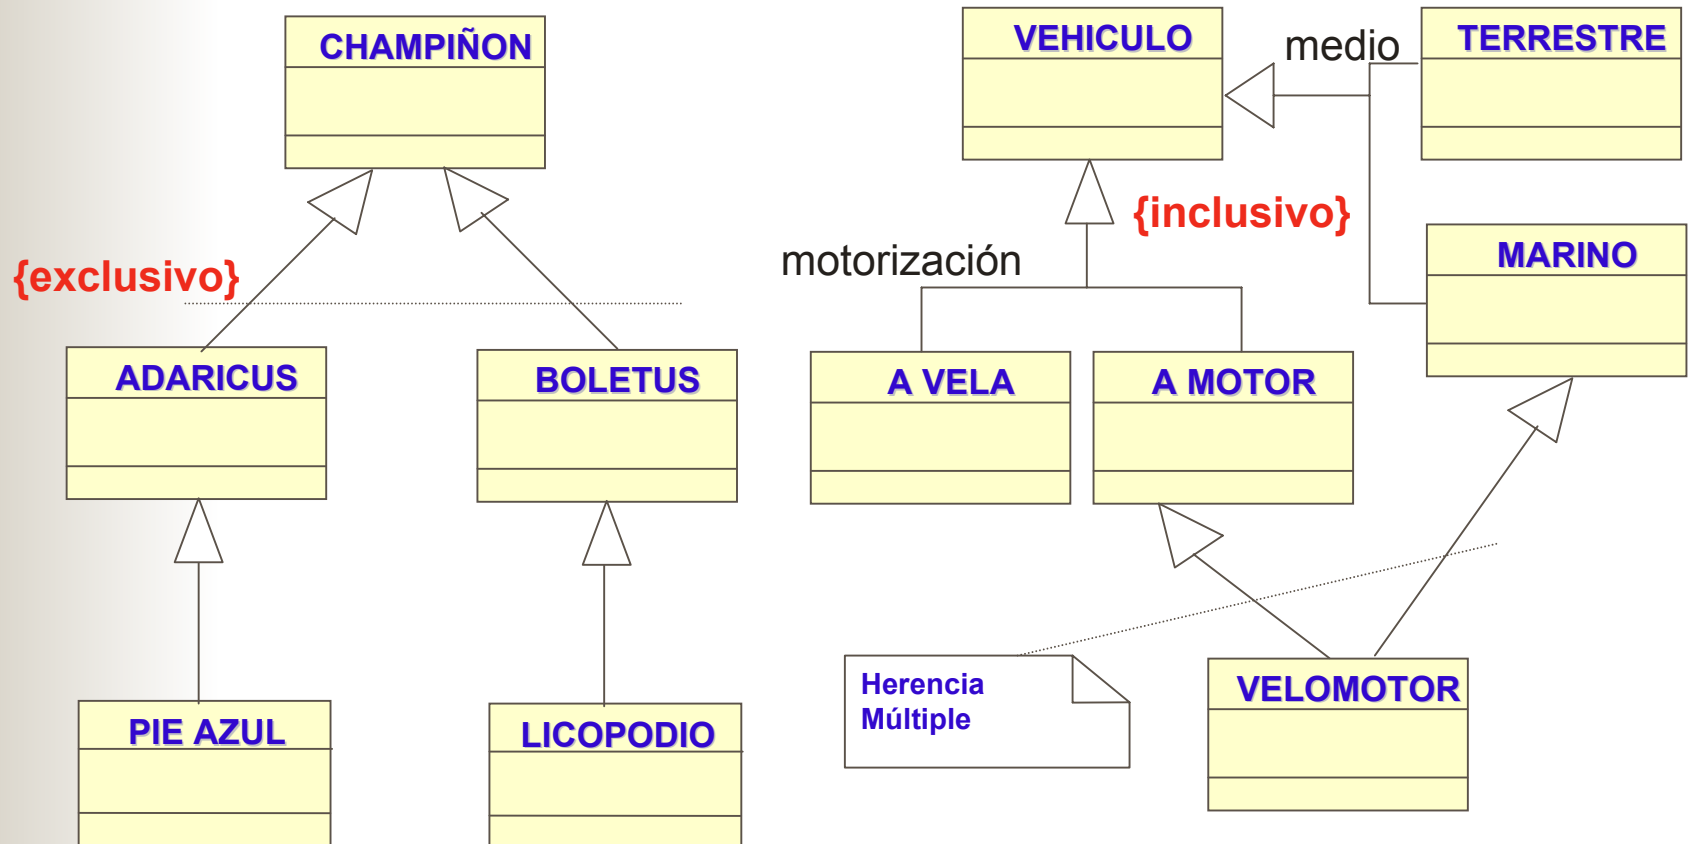 CHAMPIÑON
{exclusivo}
ADARICUS
BOLETUS
PIE AZUL
LICOPODIO
VEHICULO
medio
TERRESTRE
{inclusivo}
motorización
MARINO
A VELA
A MOTOR
Herencia
Múltiple
VELOMOTOR